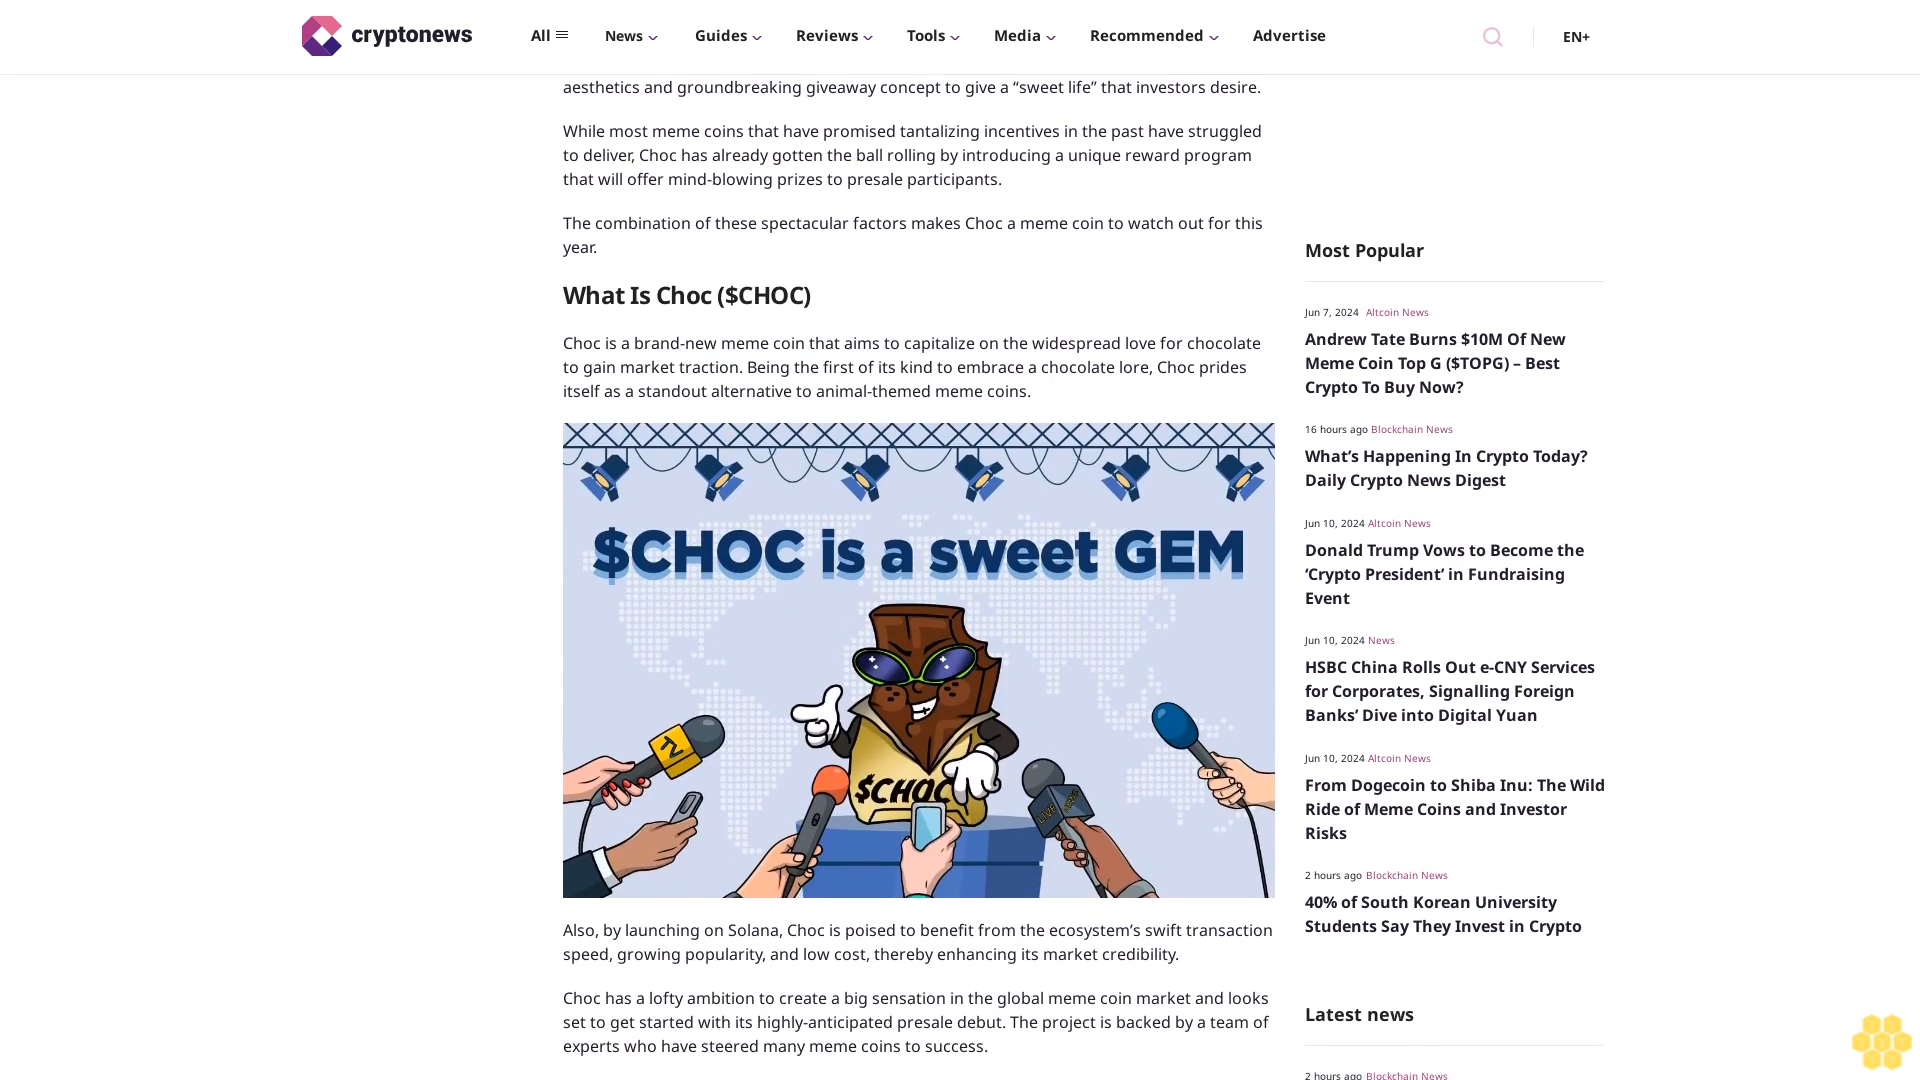 cryptonews
All
News
Guides
Reviews
Tools
Media
Recommended
Advertise
EN+
aesthetics and groundbreaking giveaway concept to give a “sweet life” that investors desire.
While most meme coins that have promised tantalizing incentives in the past have struggled
to deliver, Choc has already gotten the ball rolling by introducing a unique reward program
that will offer mind-blowing prizes to presale participants.
The combination of these spectacular factors makes Choc a meme coin to watch out for this
year.
What Is Choc ($CHOC)
Choc is a brand-new meme coin that aims to capitalize on the widespread love for chocolate
to gain market traction. Being the first of its kind to embrace a chocolate lore, Choc prides
itself as a standout alternative to animal-themed meme coins.
$CHOC is a sweet GEM
TV
$CHOC
LIVE
NEWS
Also, by launching on Solana, Choc is poised to benefit from the ecosystem’s swift transaction
speed, growing popularity, and low cost, thereby enhancing its market credibility.
Choc has a lofty ambition to create a big sensation in the global meme coin market and looks
set to get started with its highly-anticipated presale debut. The project is backed by a team of
experts who have steered many meme coins to success.
Most Popular
Jun 7, 2024 Altcoin News
Andrew Tate Burns $10M Of New
Meme Coin Top G ($TOPG) – Best
Crypto To Buy Now?
16 hours ago Blockchain News
What’s Happening In Crypto Today?
Daily Crypto News Digest
Jun 10, 2024 Altcoin News
Donald Trump Vows to Become the
‘Crypto President’ in Fundraising
Event
Jun 10, 2024 News
HSBC China Rolls Out e-CNY Services
for Corporates, Signalling Foreign
Banks’ Dive into Digital Yuan
Jun 10, 2024 Altcoin News
From Dogecoin to Shiba Inu: The Wild
Ride of Meme Coins and Investor
Risks
2 hours ago Blockchain News
40% of South Korean University
Students Say They Invest in Crypto
Latest news
2 hours ago Blockchain News